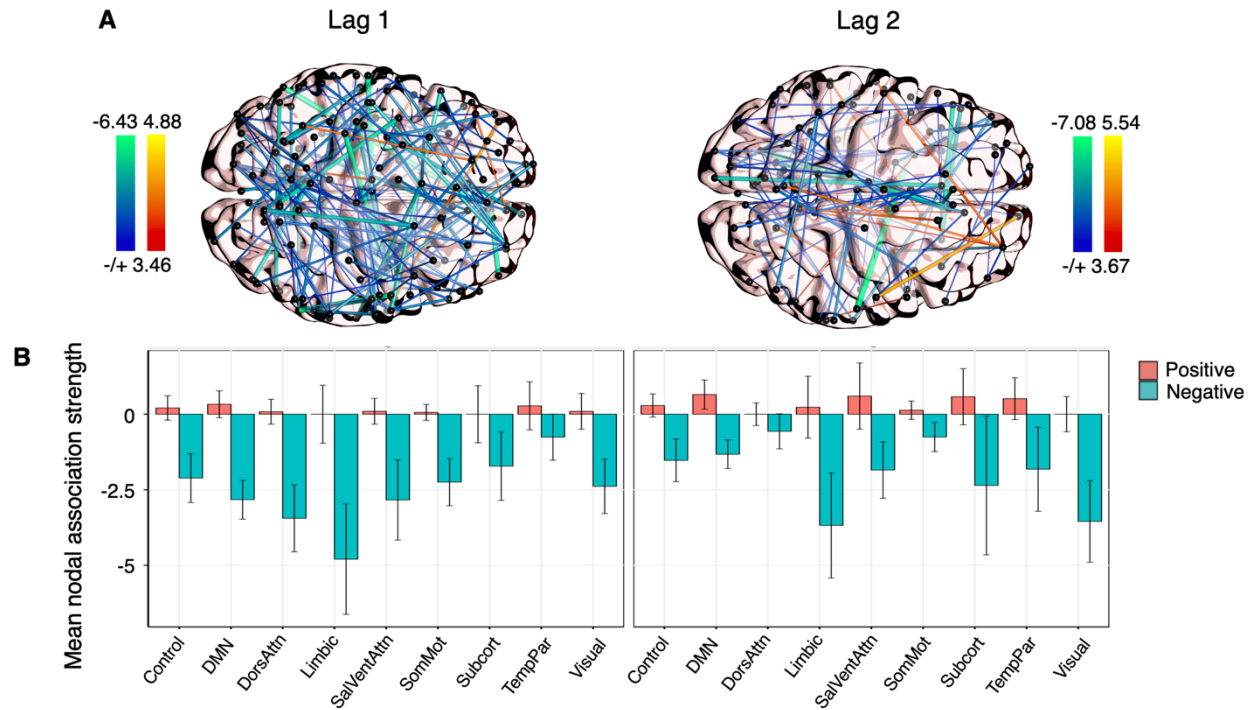 A
Lag 1
Lag 2
-6.43 4.88
-/+ 3.46
-7.08 5.54
-/+ 3.67
B
Mean nodal association strength
0
-2.5
-5
Positive
Negative
Control
DMN
DorsAttn
Limbic
SalVentAttn
SomMot
Subcort
TempPar
Visual
Control
DMN
DorsAttn
Limbic
SalVentAttn
SomMot
Subcort
TempPar
Visual